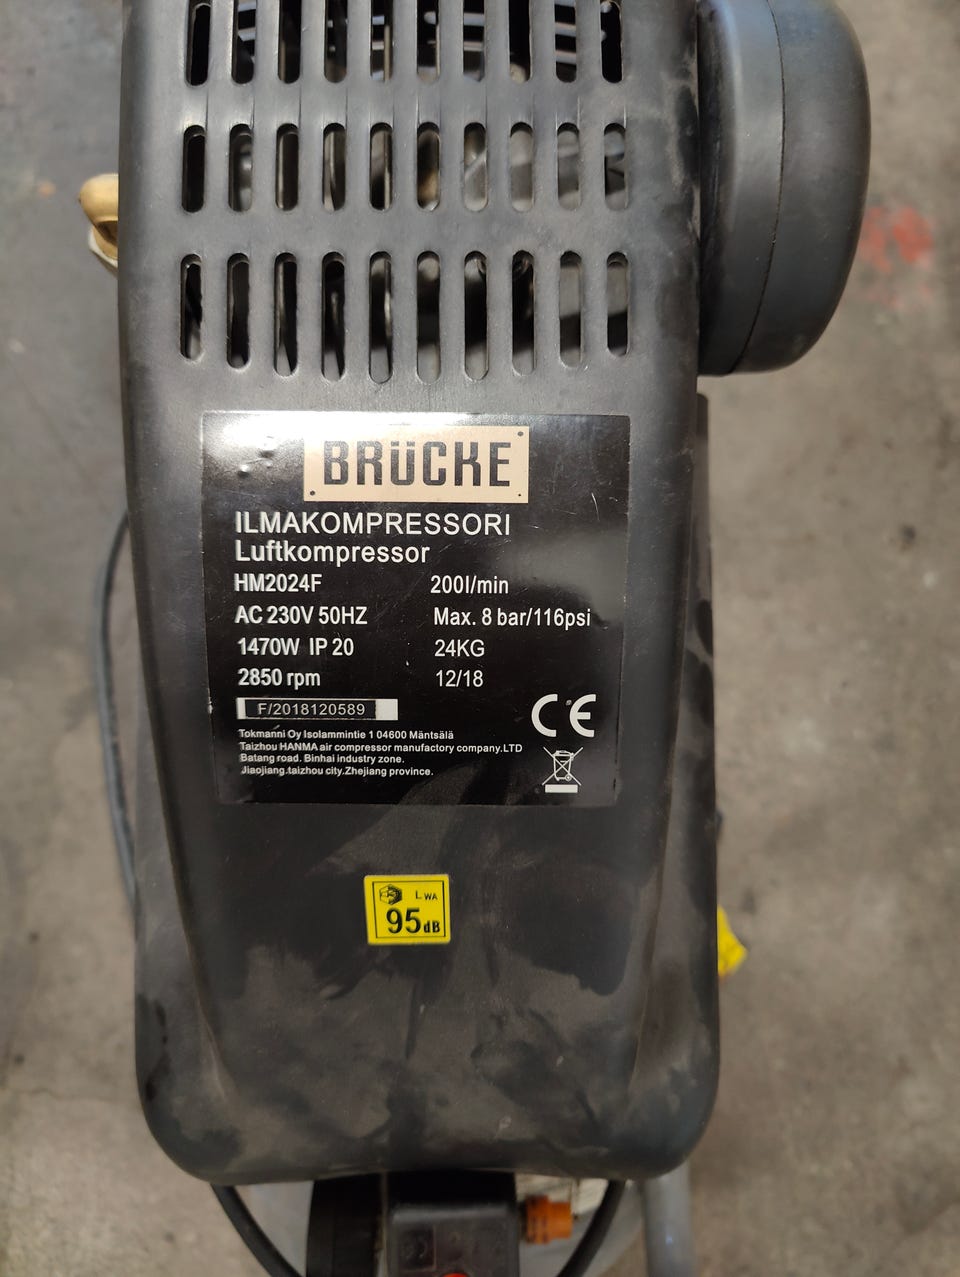 BRÜCKE
ILMAKOMPRESSORI
Luftkompressor
HM2024F 200l/min
AC 230V 50HZ Max. 8 bar/116psi
1470W IP 20 24KG
2850 rpm 12/18
F/2018120589
CE
Tokmanni Oy Isolammintie 1 04600 Mäntsälä
Taizhou HANMA air compressor manufactory company.LTD
Batang road. Binhai industry zone.
Jiaojiang.taizhou city.Zhejiang province.
LWA
95dB